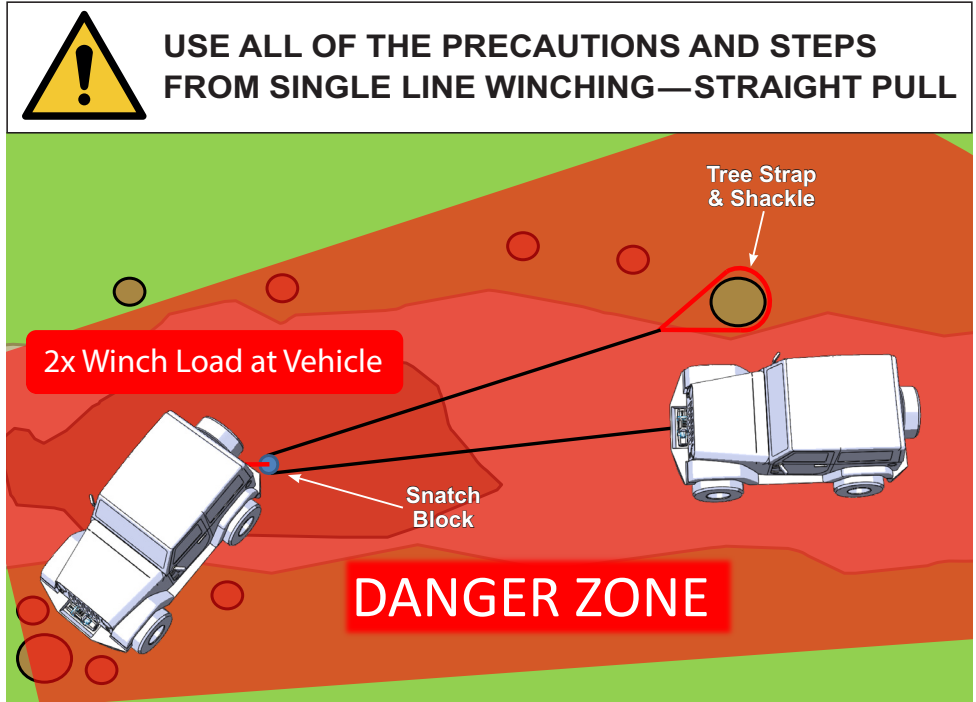 USE ALL OF THE PRECAUTIONS AND STEPS
FROM SINGLE LINE WINCHING—STRAIGHT PULL
Tree Strap
& Shackle
2x Winch Load at Vehicle
Snatch
Block
DANGER ZONE